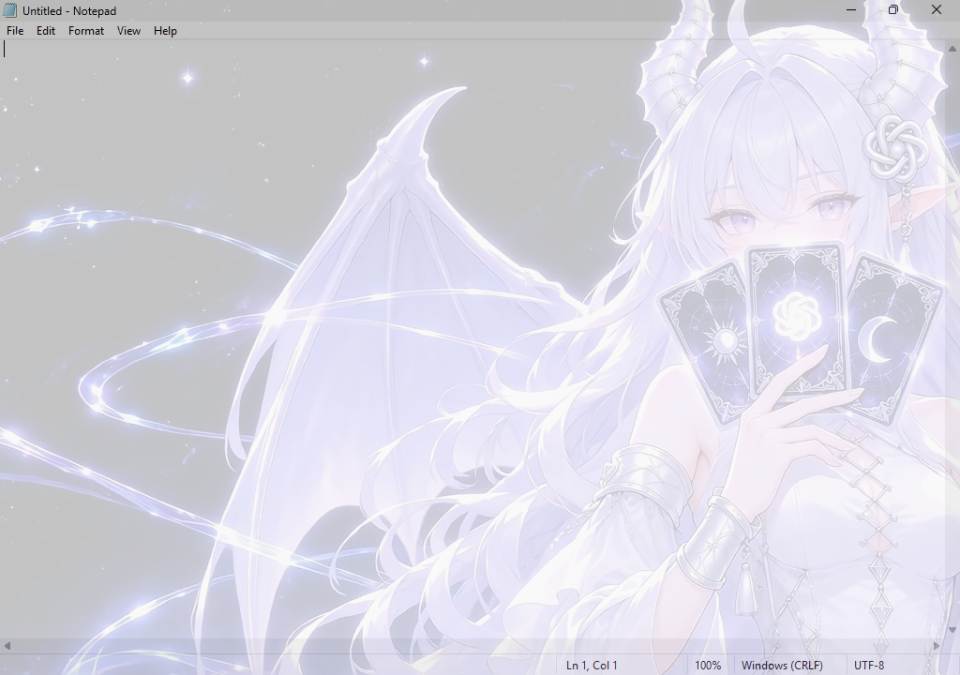 Untitled - Notepad
File Edit Format View Help
Ln 1, Col 1 100% Windows (CRLF) UTF-8